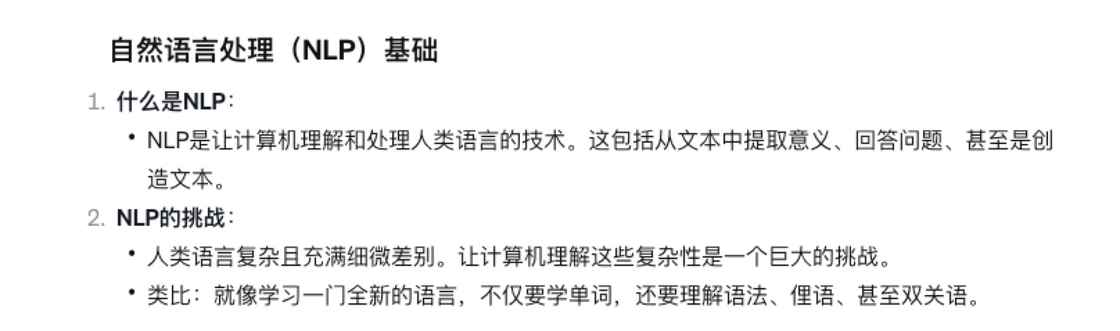 自然语言处理（NLP）基础
1. 什么是NLP：
• NLP是让计算机理解和处理人类语言的技术。这包括从文本中提取意义、回答问题、甚至是创
造文本。
2. NLP的挑战：
• 人类语言复杂且充满细微差别。让计算机理解这些复杂性是一个巨大的挑战。
• 类比：就像学习一门全新的语言，不仅要学单词，还要理解语法、俚语、甚至双关语。